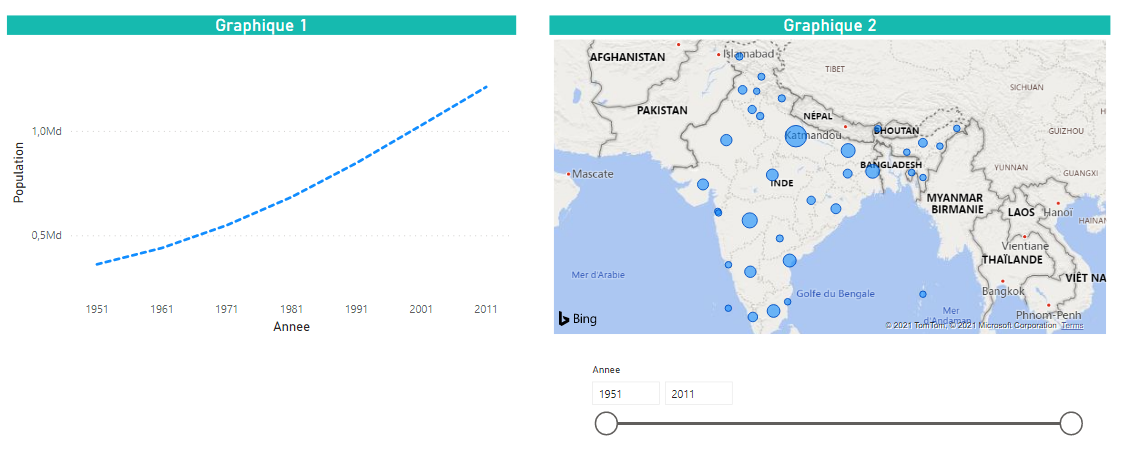 Graphique 1
1,0Md
0,5Md
Population
1951 1961 1971 1981 1991 2001 2011
Annee
Graphique 2
AFGHANISTAN
Islamabad
TIBET
SICHUAN
PAKISTAN
NÉPAL
Katmandou
BHOUTAN
GUIZHOU
BANGLADESH
YUNNAN
GUANGXI
Mascate
INDE
MYANMAR
BIRMANIE
LAOS
Hanoï
HAINAN
Vientiane
THAÏLANDE
Mer d'Arabie
VIÊT NA
Golfe du Bengale
Bangkok
Mer
d'Andaman
Phnom-Penh
Bing
© 2021 TomTom, © 2021 Microsoft Corporation Terms
Annee
1951 2011